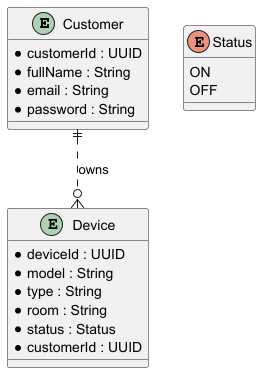 E Customer
customerId : UUID
fullName : String
email : String
password : String
E Status
ON
OFF
owns
E Device
deviceId : UUID
model : String
type : String
room : String
status : Status
customerId : UUID